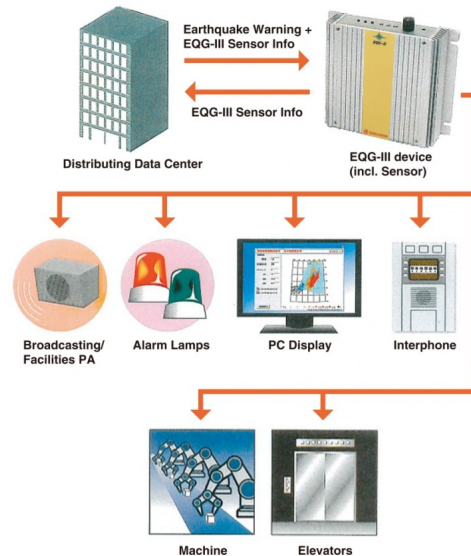 Earthquake Warning +
EQG-III Sensor Info
EQG-III Sensor Info
Distributing Data Center
EQG-III device
(incl. Sensor)
Broadcasting/
Facilities PA
Alarm Lamps
PC Display
Interphone
Machine
Elevators